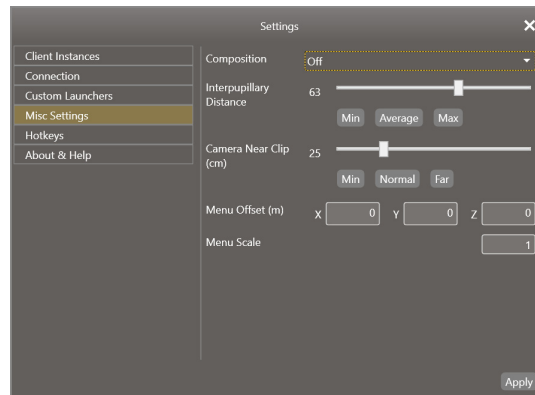 Settings
Client Instances
Connection
Custom Launchers
Misc Settings
Hotkeys
About & Help
Composition
Off
Interpupillary
Distance
63
Min Average Max
Camera Near Clip
(cm)
25
Min Normal Far
Menu Offset (m)
X 0 Y 0 Z 0
Menu Scale
1
Apply